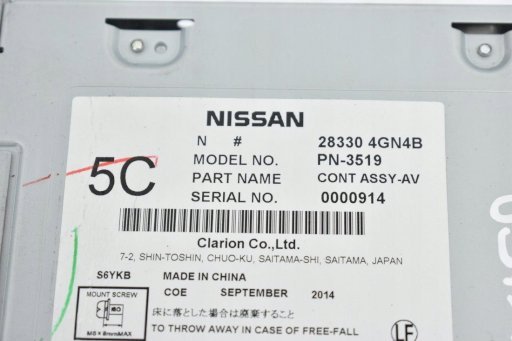 NISSAN
N # 28330 4GN4B
MODEL NO. PN-3519
5C
PART NAME CONT ASSY-AV
SERIAL NO. 0000914
Clarion Co.,Ltd.
7-2, SHIN-TOSHIN, CHUO-KU, SAITAMA-SHI, SAITAMA, JAPAN
S6YKB MADE IN CHINA
COE SEPTEMBER 2014
MOUNT SCREW
M5×8mmMAX
床に落とした場合は廃棄すること
TO THROW AWAY IN CASE OF FREE-FALL
LF